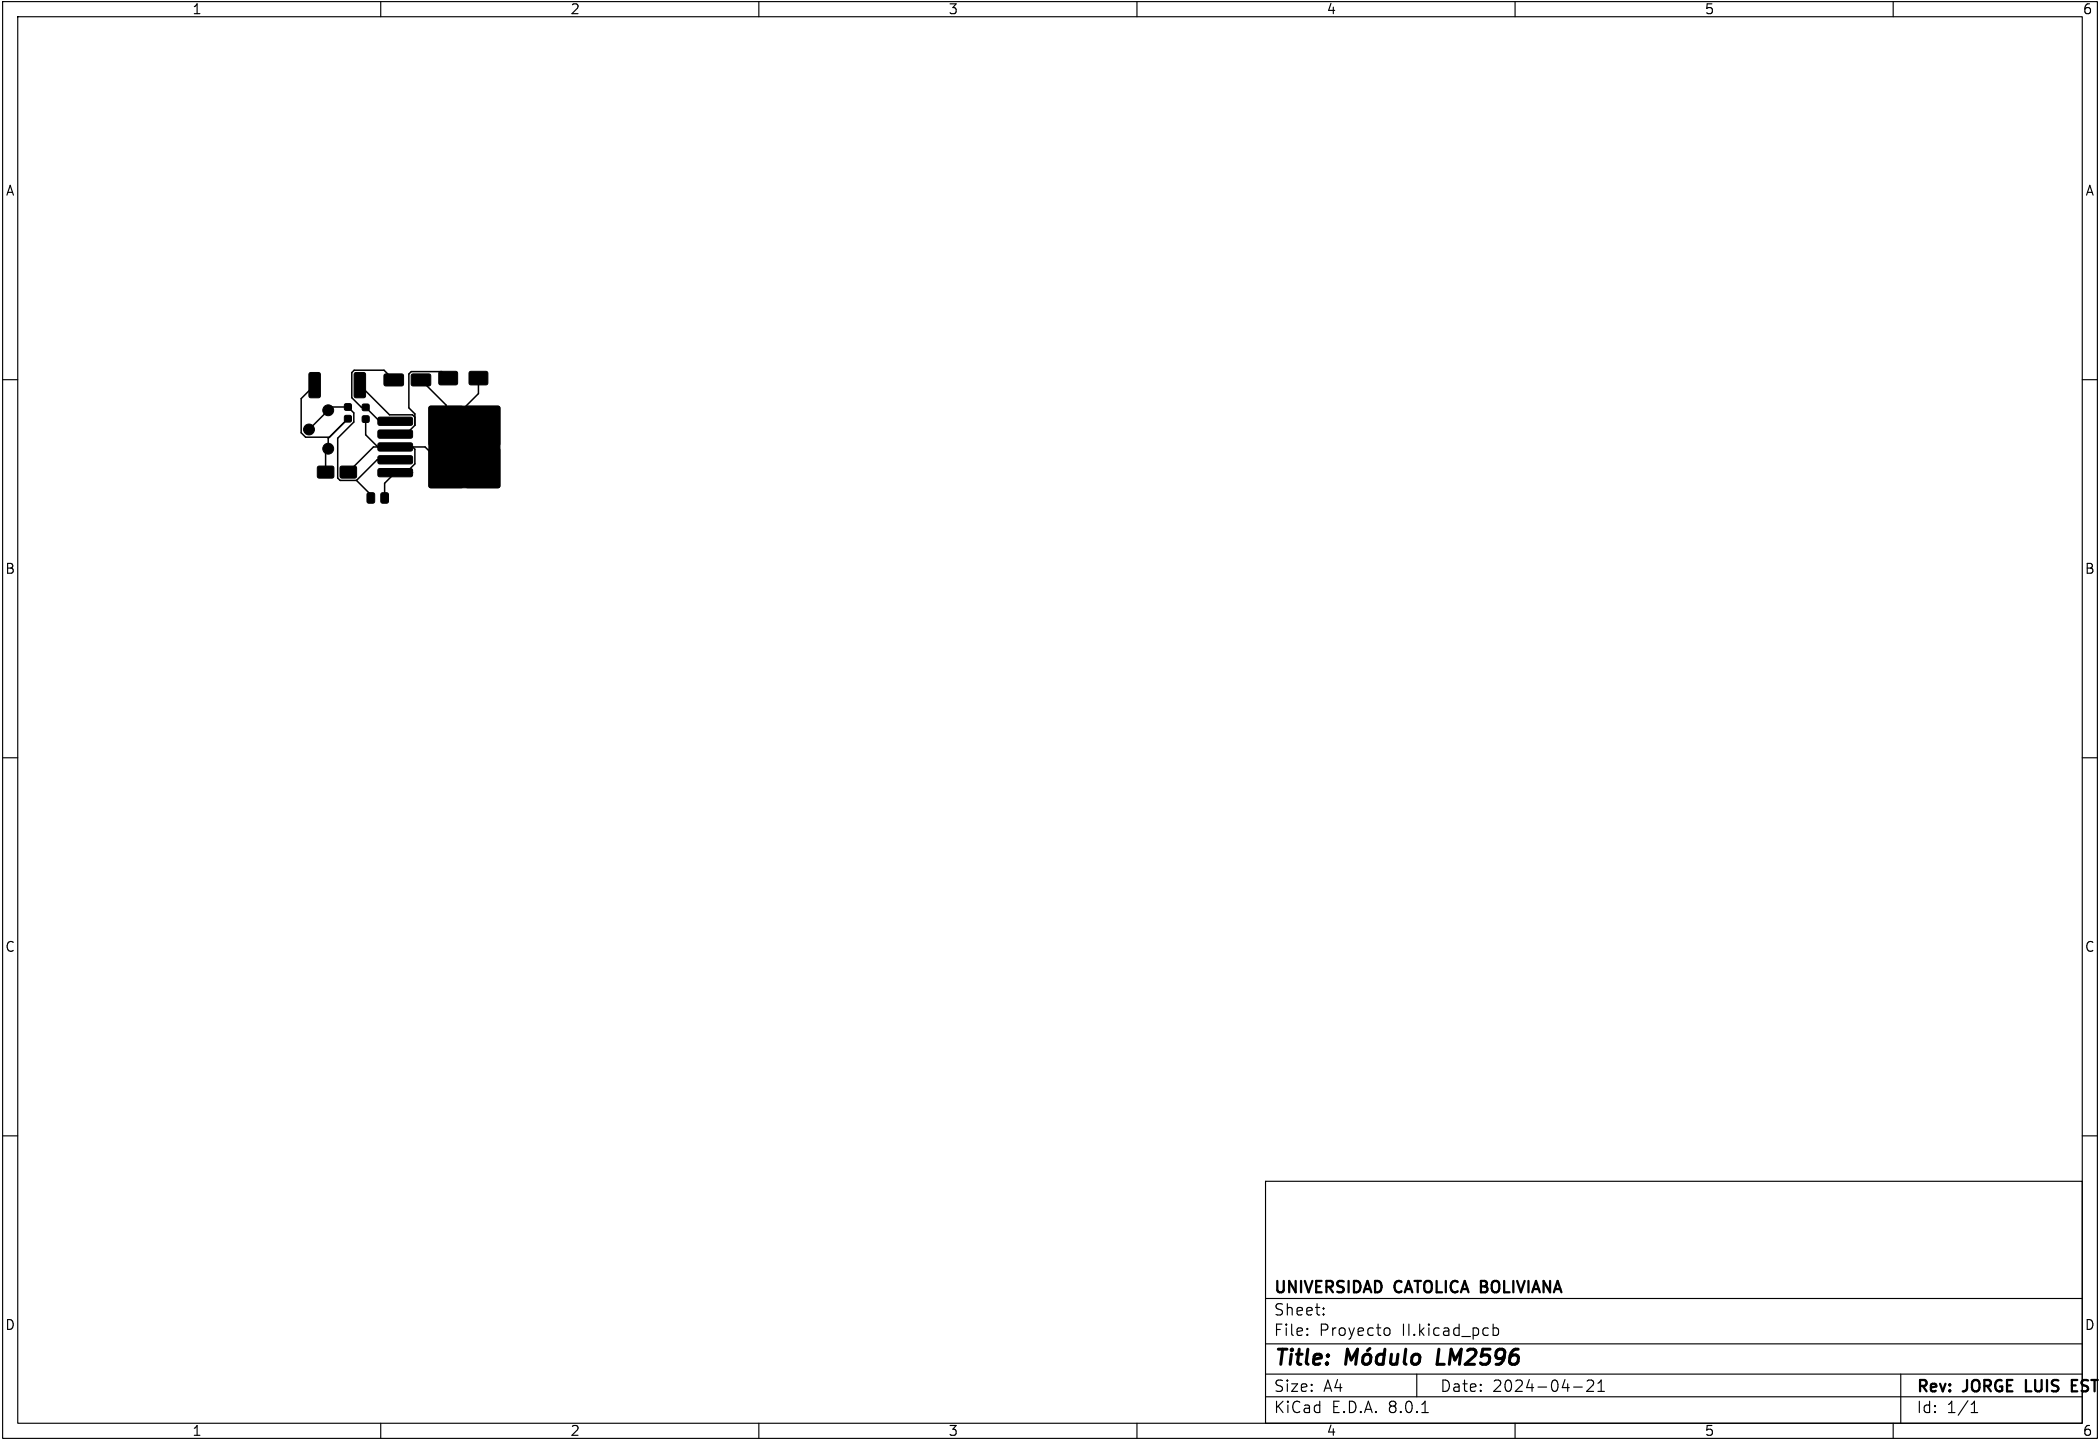 1 2 3 4 5 6
A A
B B
C C
UNIVERSIDAD CATOLICA BOLIVIANA
Sheet:
D D
File: Proyecto II.kicad_pcb
Title: Módulo LM2596
Size: A4 Date: 2024-04-21 Rev: JORGE LUIS EST
KiCad E.D.A. 8.0.1 Id: 1/1
1 2 3 4 5 6